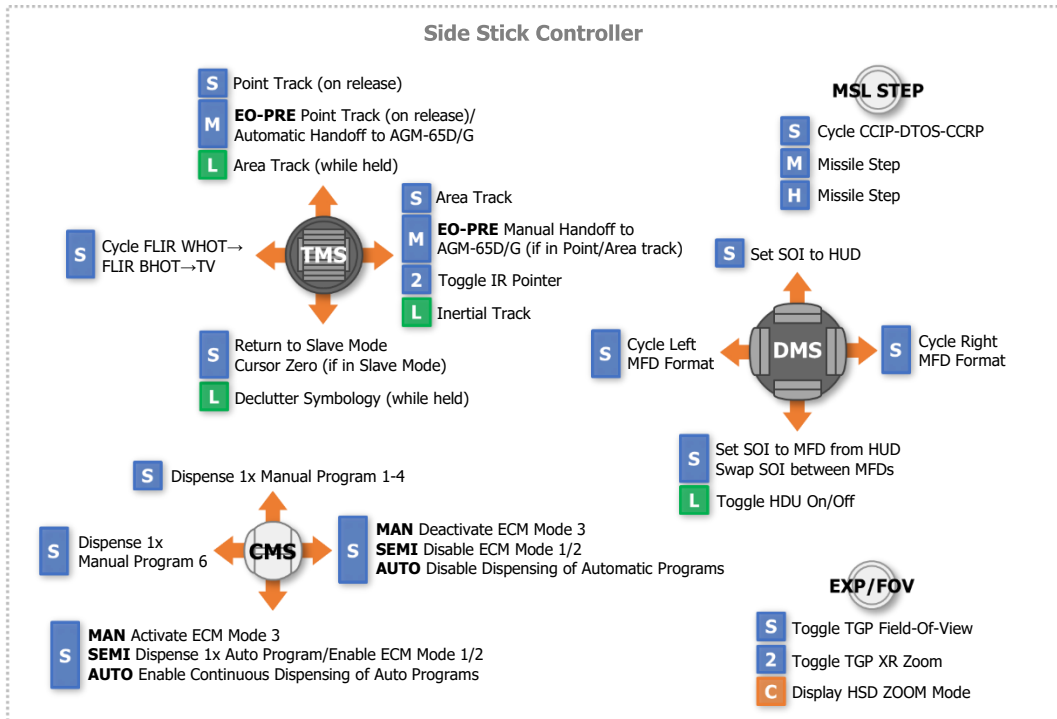 Side Stick Controller
S Point Track (on release)
M EO-PRE Point Track (on release)/
Automatic Handoff to AGM-65D/G
L Area Track (while held)
MSL STEP
S Cycle CCIP-DTOS-CCRP
M Missile Step
H Missile Step
S Cycle FLIR WHOT→
FLIR BHOT→TV
TMS
S Area Track
M EO-PRE Manual Handoff to
AGM-65D/G (if in Point/Area track)
2 Toggle IR Pointer
L Inertial Track
S Return to Slave Mode
Cursor Zero (if in Slave Mode)
L Declutter Symbology (while held)
S Set SOI to HUD
S Cycle Left
MFD Format
DMS
S Cycle Right
MFD Format
S Set SOI to MFD from HUD
Swap SOI between MFDs
L Toggle HDU On/Off
S Dispense 1x Manual Program 1-4
S Dispense 1x
Manual Program 6
CMS
S MAN Deactivate ECM Mode 3
SEMI Disable ECM Mode 1/2
AUTO Disable Dispensing of Automatic Programs
S MAN Activate ECM Mode 3
SEMI Dispense 1x Auto Program/Enable ECM Mode 1/2
AUTO Enable Continuous Dispensing of Auto Programs
EXP/FOV
S Toggle TGP Field-Of-View
2 Toggle TGP XR Zoom
C Display HSD ZOOM Mode